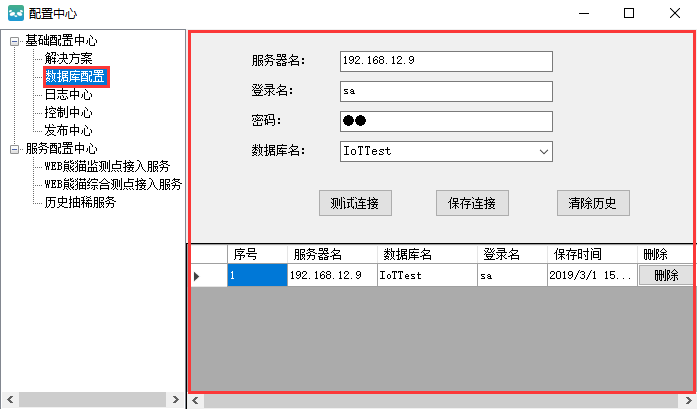 配置中心
基础配置中心
解决方案
数据库配置
日志中心
控制中心
发布中心
服务配置中心
WEB熊猫监测点接入服务
WEB熊猫综合测点接入服务
历史抽稀服务
服务器名: 192.168.12.9
登录名: sa
密码: ●●
数据库名: IoTTest
测试连接 保存连接 清除历史
序号 服务器名 数据库名 登录名 保存时间 删除
1 192.168.12.9 IoTTest sa 2019/3/1 15... 删除